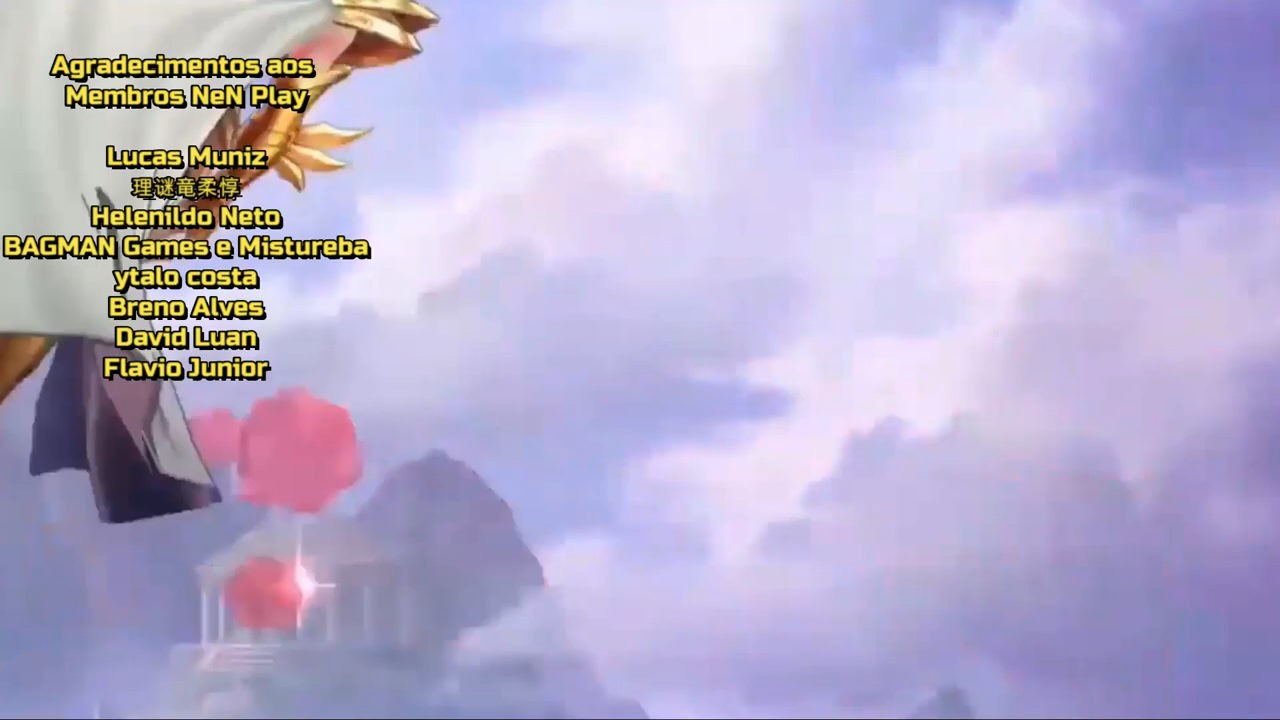 Agradecimentos aos
Membros NeN Play
Lucas Muniz
理谜竜柔惇
Helenildo Neto
BAGMAN Games e Mistureba
ytalo costa
Breno Alves
David Luan
Flavio Junior